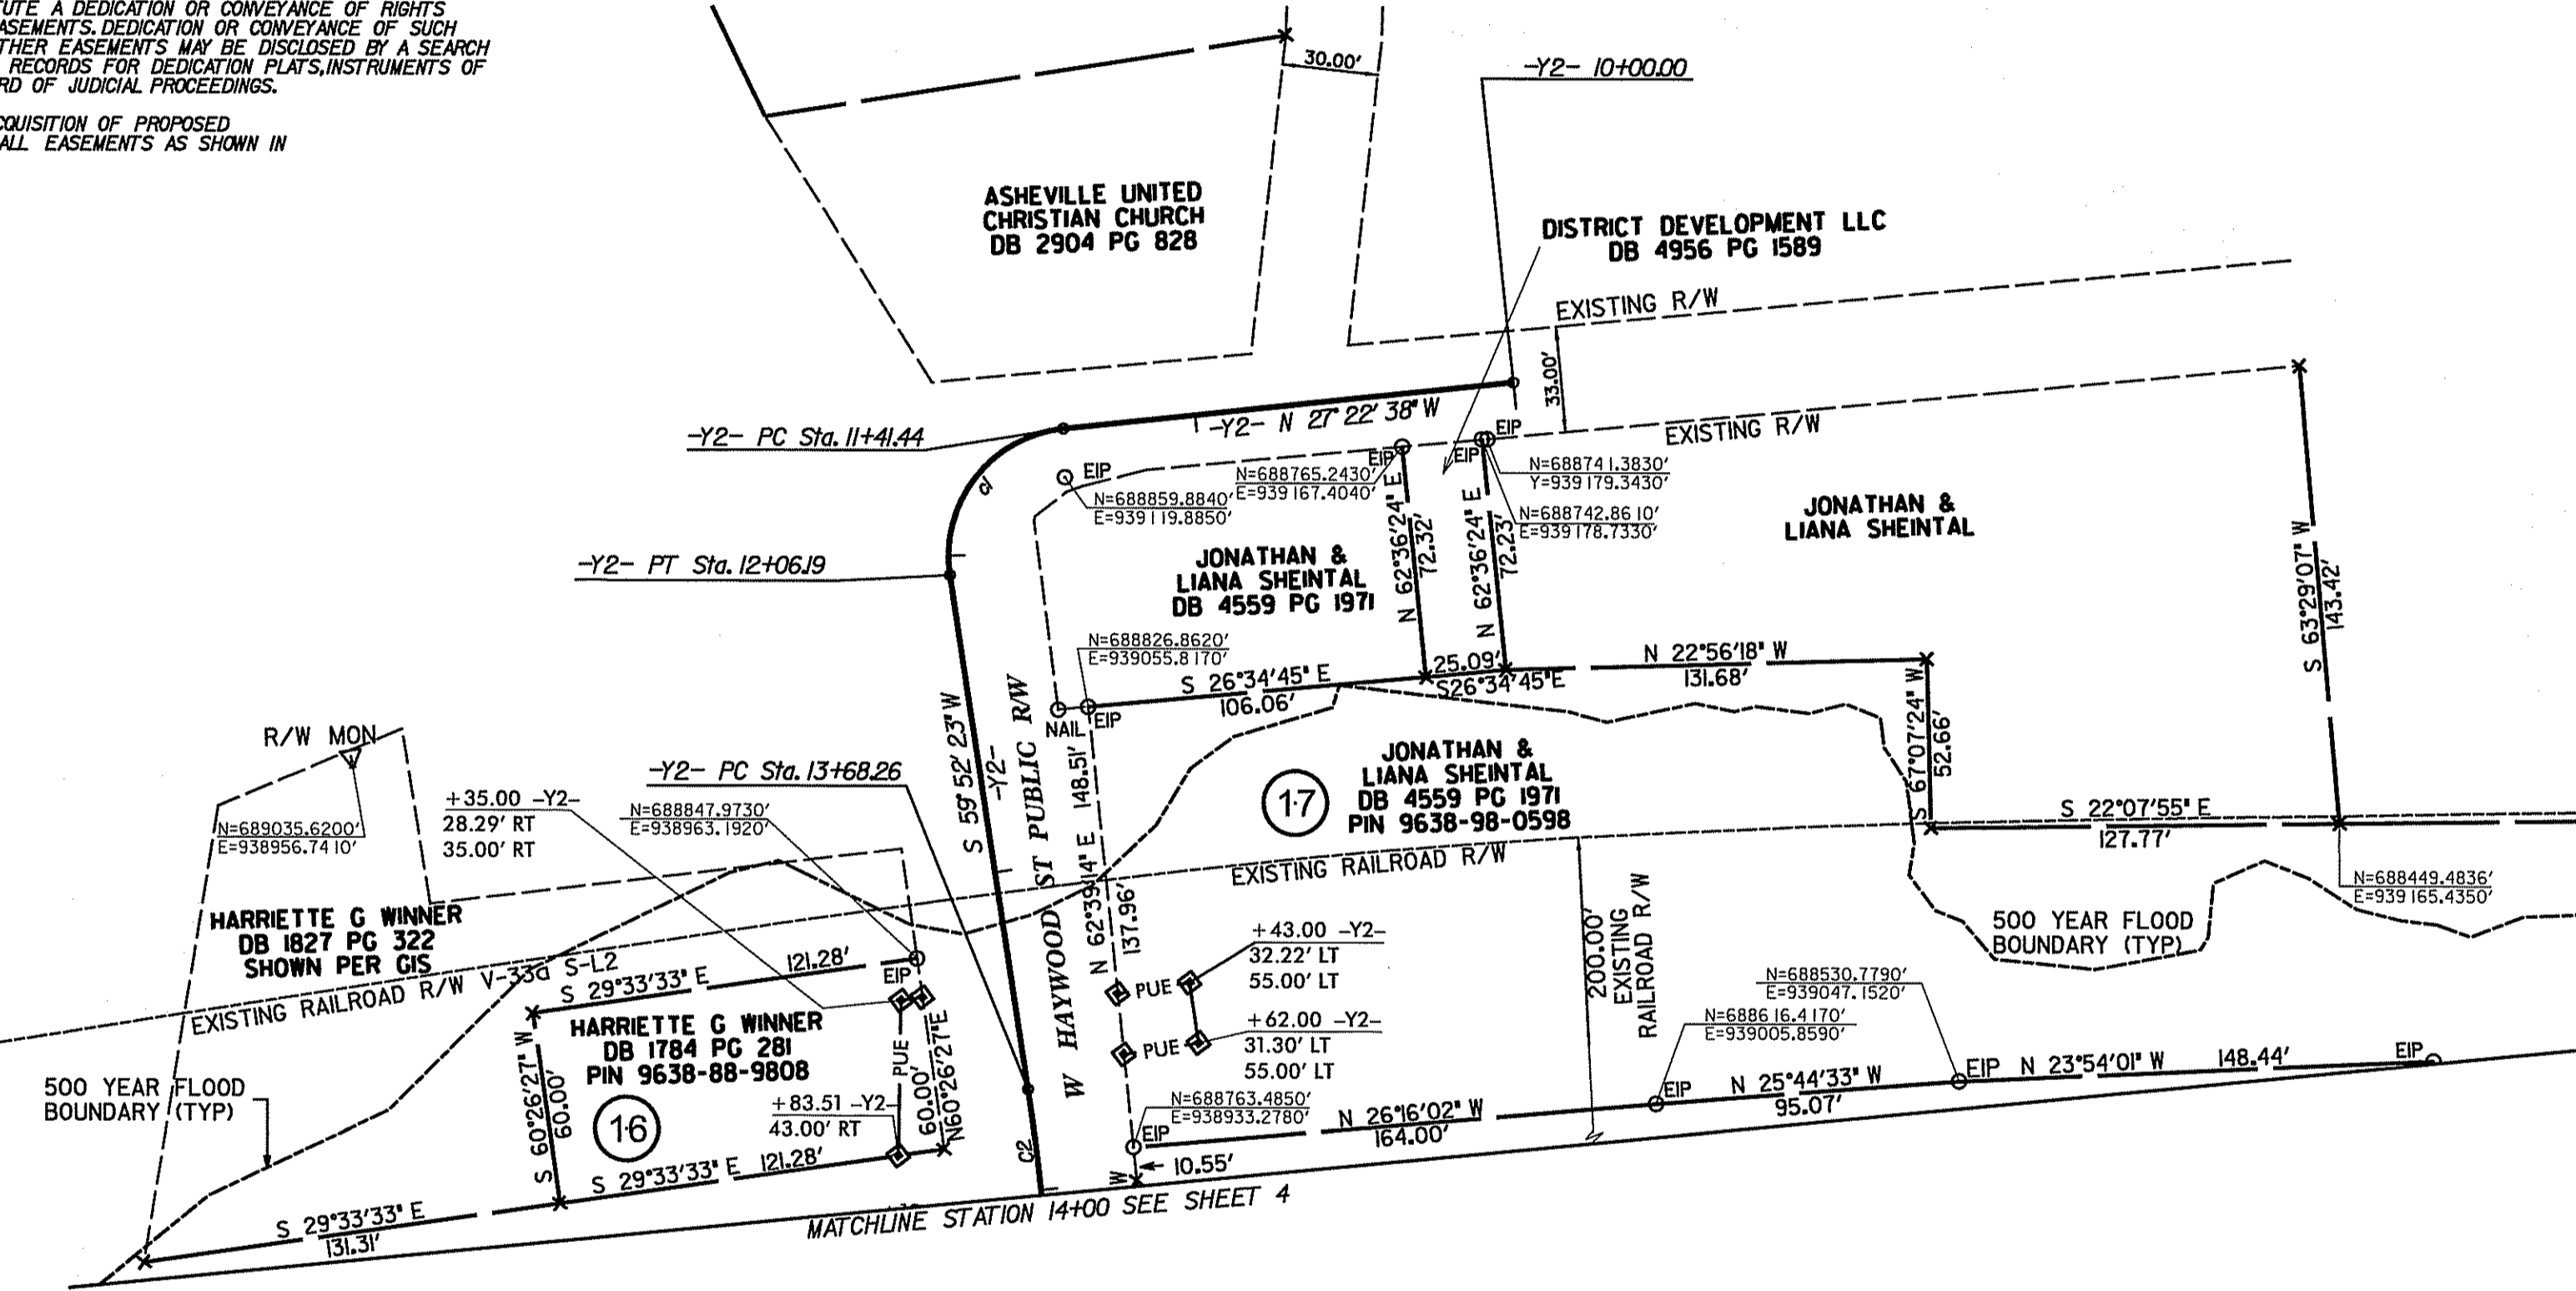 TUTE A DEDICATION OR CONVEYANCE OF RIGHTS
ASEMENTS. DEDICATION OR CONVEYANCE OF SUCH
THER EASEMENTS MAY BE DISCLOSED BY A SEARCH
RECORDS FOR DEDICATION PLATS, INSTRUMENTS OF
RD OF JUDICIAL PROCEEDINGS.
CQUISITION OF PROPOSED
ALL EASEMENTS AS SHOWN IN
30.00'
-Y2- 10+00.00
ASHEVILLE UNITED
CHRISTIAN CHURCH
DB 2904 PG 828
DISTRICT DEVELOPMENT LLC
DB 4956 PG 1589
EXISTING R/W
33.00'
-Y2- N 27° 22' 38" W
EXISTING R/W
-Y2- PC Sta. 11+41.44
EIP
EIP
EIP
EIP
N=688859.8840'
E=939119.8850'
N=688765.2430'
E=939167.4040'
N=688741.3830'
Y=939179.3430'
N=688742.8610'
E=939178.7330'
N 62°36'24" E
72.32'
N 62°36'24" E
72.23'
JONATHAN &
LIANA SHEINTAL
JONATHAN &
LIANA SHEINTAL
DB 4559 PG 1971
-Y2- PT Sta. 12+06.19
S 63°29'07" W
143.42'
N=688826.8620'
E=939055.8170'
S 26°34'45" E
106.06'
25.09'
S26°34'45"E
N 22°56'18" W
131.68'
S 67°07'24" W
52.66'
NAIL
EIP
S 59° 52' 23" W
-Y2-
W HAYWOOD ST PUBLIC R/W
R/W MON
N=689035.6200'
E=938956.7410'
-Y2- PC Sta. 13+68.26
+35.00 -Y2-
28.29' RT
35.00' RT
N=688847.9730'
E=938963.1920'
148.51'
N 62°39'14" E
137.96'
17
JONATHAN &
LIANA SHEINTAL
DB 4559 PG 1971
PIN 9638-98-0598
S 22°07'55" E
127.77'
N=688449.4836'
E=939165.4350'
EXISTING RAILROAD R/W
200.00'
EXISTING
RAILROAD R/W
500 YEAR FLOOD
BOUNDARY (TYP)
HARRIETTE G WINNER
DB 1827 PG 322
SHOWN PER GIS
EXISTING RAILROAD R/W V-33a S-L2
S 29°33'33" E
121.28'
EIP
PUE
+43.00 -Y2-
32.22' LT
55.00' LT
PUE
+62.00 -Y2-
31.30' LT
55.00' LT
N=688530.7790'
E=939047.1520'
N=688616.4170'
E=939005.8590'
HARRIETTE G WINNER
DB 1784 PG 281
PIN 9638-88-9808
16
S 60°26'27" W
60.00'
PUE
60.00'
N60°26'27"E
+83.51 -Y2-
43.00' RT
500 YEAR FLOOD
BOUNDARY (TYP)
N=688763.4850'
E=938933.2780'
EIP
N 26°16'02" W
164.00'
EIP
N 25°44'33" W
95.07'
EIP
N 23°54'01" W
148.44'
EIP
C2
W
10.55'
S 29°33'33" E
121.28'
S 29°33'33" E
131.31'
MATCHLINE STATION 14+00 SEE SHEET 4